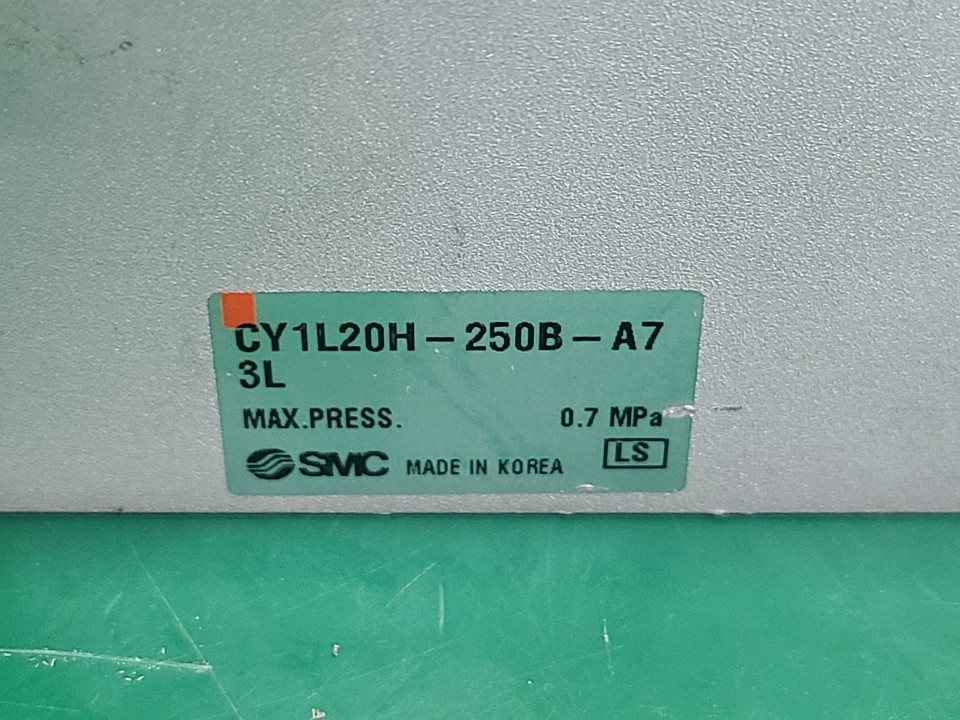 CY1L20H-250B-A7
3L
MAX.PRESS. 0.7 MPa
SMC MADE IN KOREA LS